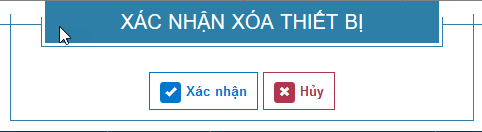 XÁC NHẬN XÓA THIẾT BỊ
Xác nhận Hủy